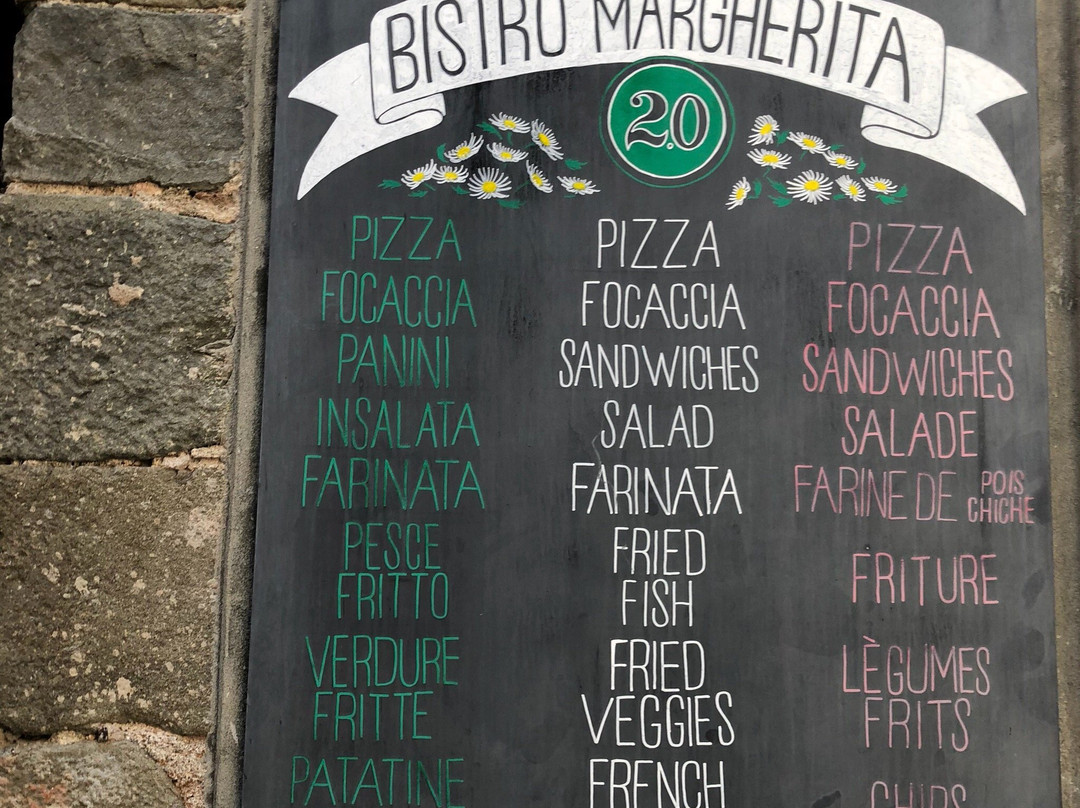 BISTRO MARGHERITA
2.0
PIZZA
FOCACCIA
PANINI
INSALATA
FARINATA
PESCE
FRITTO
VERDURE
FRITTE
PATATINE
PIZZA
FOCACCIA
SANDWICHES
SALAD
FARINATA
FRIED
FISH
FRIED
VEGGIES
FRENCH
PIZZA
FOCACCIA
SANDWICHES
SALADE
FARINE DE POIS CHICHE
FRITURE
LÈGUMES
FRITS
CHIPS